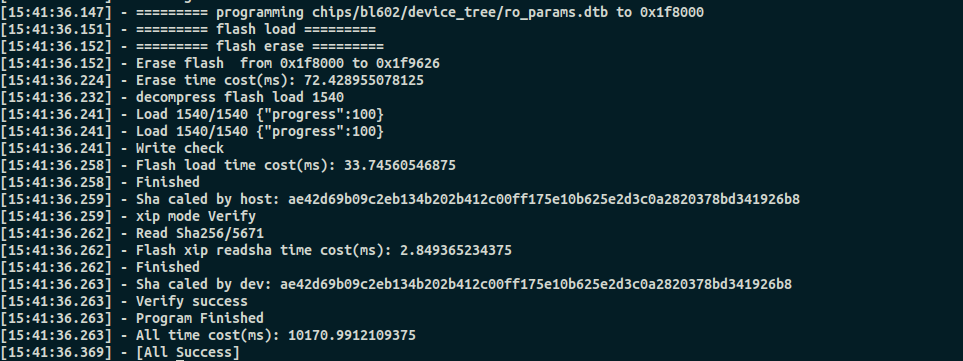 [15:41:36.147] - ========= programming chips/bl602/device_tree/ro_params.dtb to 0x1f8000
[15:41:36.151] - ========= flash load =========
[15:41:36.152] - ========= flash erase =========
[15:41:36.152] - Erase flash  from 0x1f8000 to 0x1f9626
[15:41:36.224] - Erase time cost(ms): 72.428955078125
[15:41:36.232] - decompress flash load 1540
[15:41:36.241] - Load 1540/1540 {"progress":100}
[15:41:36.241] - Load 1540/1540 {"progress":100}
[15:41:36.241] - Write check
[15:41:36.258] - Flash load time cost(ms): 33.74560546875
[15:41:36.258] - Finished
[15:41:36.259] - Sha caled by host: ae42d69b09c2eb134b202b412c00ff175e10b625e2d3c0a2820378bd341926b8
[15:41:36.259] - xip mode Verify
[15:41:36.262] - Read Sha256/5671
[15:41:36.262] - Flash xip readsha time cost(ms): 2.849365234375
[15:41:36.262] - Finished
[15:41:36.263] - Sha caled by dev: ae42d69b09c2eb134b202b412c00ff175e10b625e2d3c0a2820378bd341926b8
[15:41:36.263] - Verify success
[15:41:36.263] - Program Finished
[15:41:36.263] - All time cost(ms): 10170.9912109375
[15:41:36.369] - [All Success]